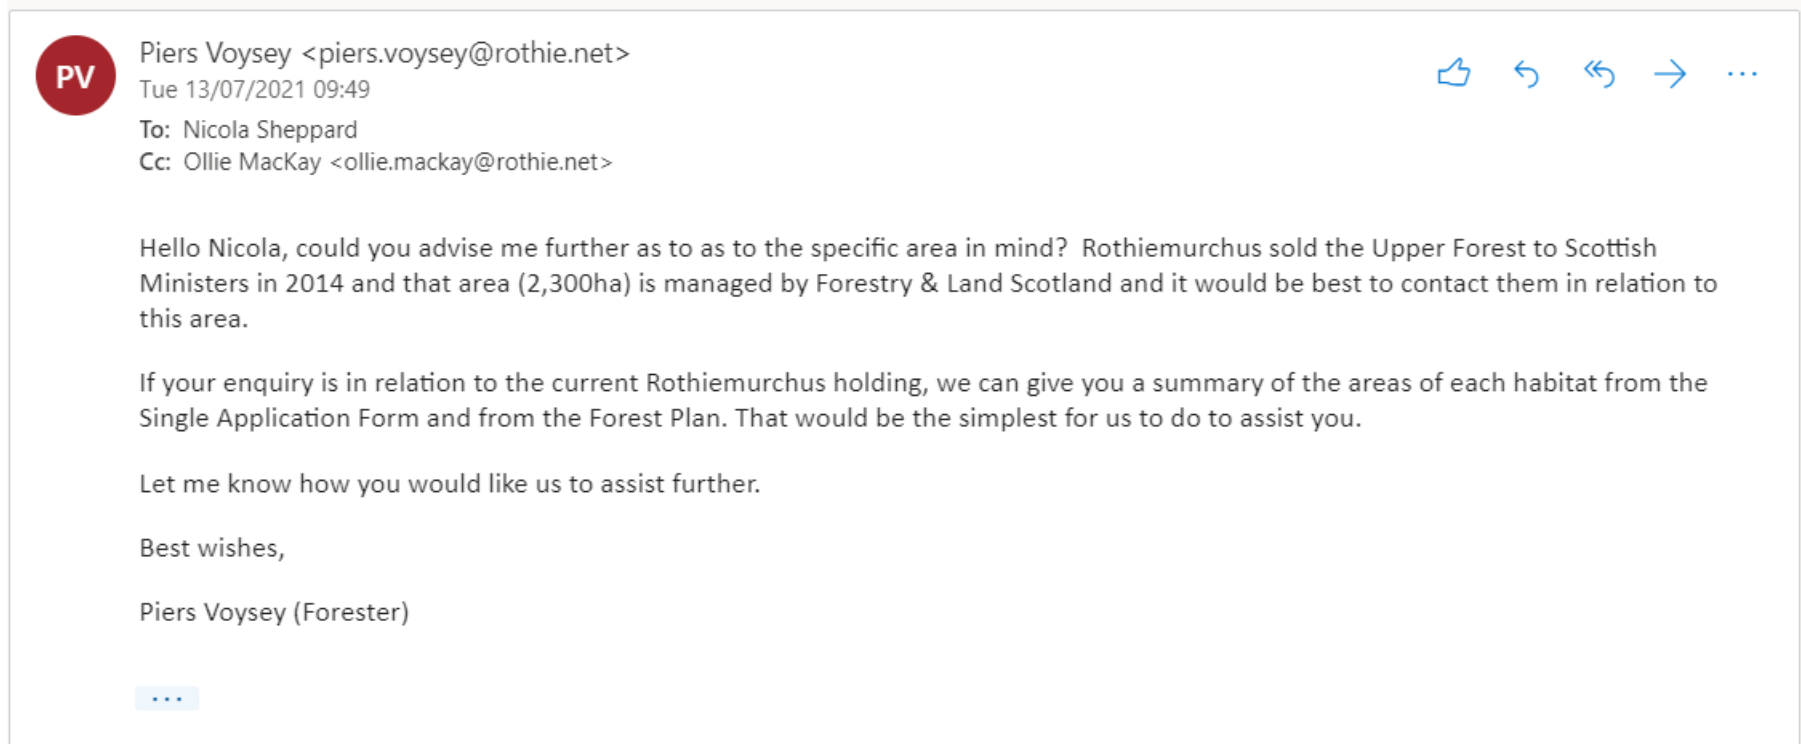 PV
Piers Voysey <piers.voysey@rothie.net>
Tue 13/07/2021 09:49
To: Nicola Sheppard
Cc: Ollie MacKay <ollie.mackay@rothie.net>
Hello Nicola, could you advise me further as to as to the specific area in mind?  Rothiemurchus sold the Upper Forest to Scottish
Ministers in 2014 and that area (2,300ha) is managed by Forestry & Land Scotland and it would be best to contact them in relation to
this area.
If your enquiry is in relation to the current Rothiemurchus holding, we can give you a summary of the areas of each habitat from the
Single Application Form and from the Forest Plan. That would be the simplest for us to do to assist you.
Let me know how you would like us to assist further.
Best wishes,
Piers Voysey (Forester)